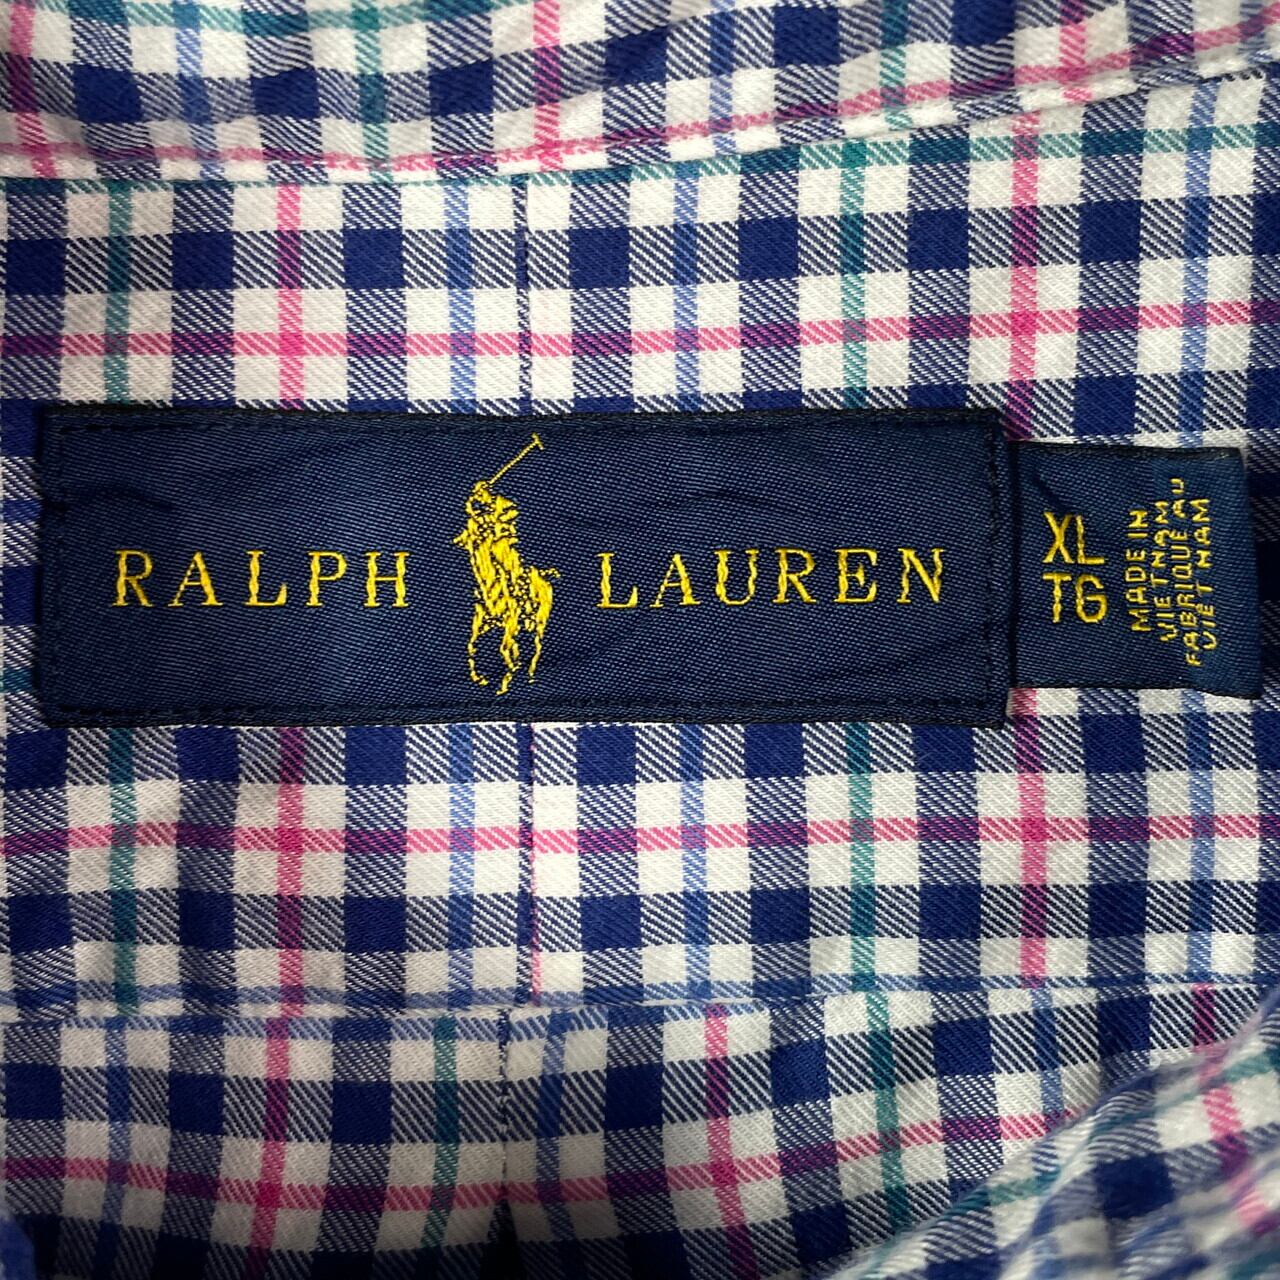 RALPH LAUREN
XL
TG
MADE IN
VIETNAM
FABRIQUE AU
VIET NAM